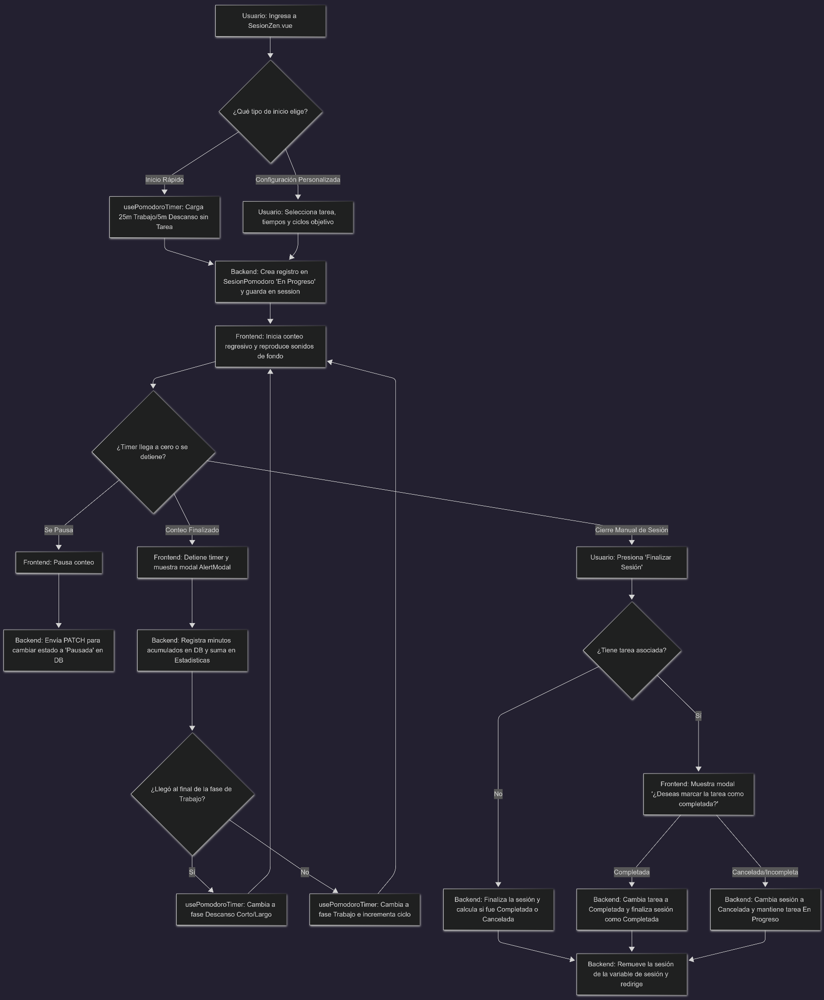 Usuario: Ingresa a
SesionZen.vue
¿Qué tipo de inicio elige?
Inicio Rápido
Configuración Personalizada
usePomodoroTimer: Carga
25m Trabajo/5m Descanso sin
Tarea
Usuario: Selecciona tarea,
tiempos y ciclos objetivo
Backend: Crea registro en
SesionPomodoro 'En Progreso'
y guarda en session
Frontend: Inicia conteo
regresivo y reproduce sonidos
de fondo
¿Timer llega a cero o se
detiene?
Se Pausa
Conteo Finalizado
Cierre Manual de Sesión
Frontend: Pausa conteo
Frontend: Detiene timer y
muestra modal AlertModal
Usuario: Presiona 'Finalizar
Sesión'
Backend: Envía PATCH para
cambiar estado a 'Pausada' en
DB
Backend: Registra minutos
acumulados en DB y suma en
Estadisticas
¿Tiene tarea asociada?
Sí
No
¿Llegó al final de la fase de
Trabajo?
Frontend: Muestra modal
'¿Deseas marcar la tarea como
completada?'
Sí
No
Completada
Cancelada/Incompleta
usePomodoroTimer: Cambia a
fase Descanso Corto/Largo
usePomodoroTimer: Cambia a
fase Trabajo e incrementa ciclo
Backend: Finaliza la sesión y
calcula si fue Completada o
Cancelada
Backend: Cambia tarea a
Completada y finaliza sesión
como Completada
Backend: Cambia sesión a
Cancelada y mantiene tarea En
Progreso
Backend: Remueve la sesión
de la variable de sesión y
redirige